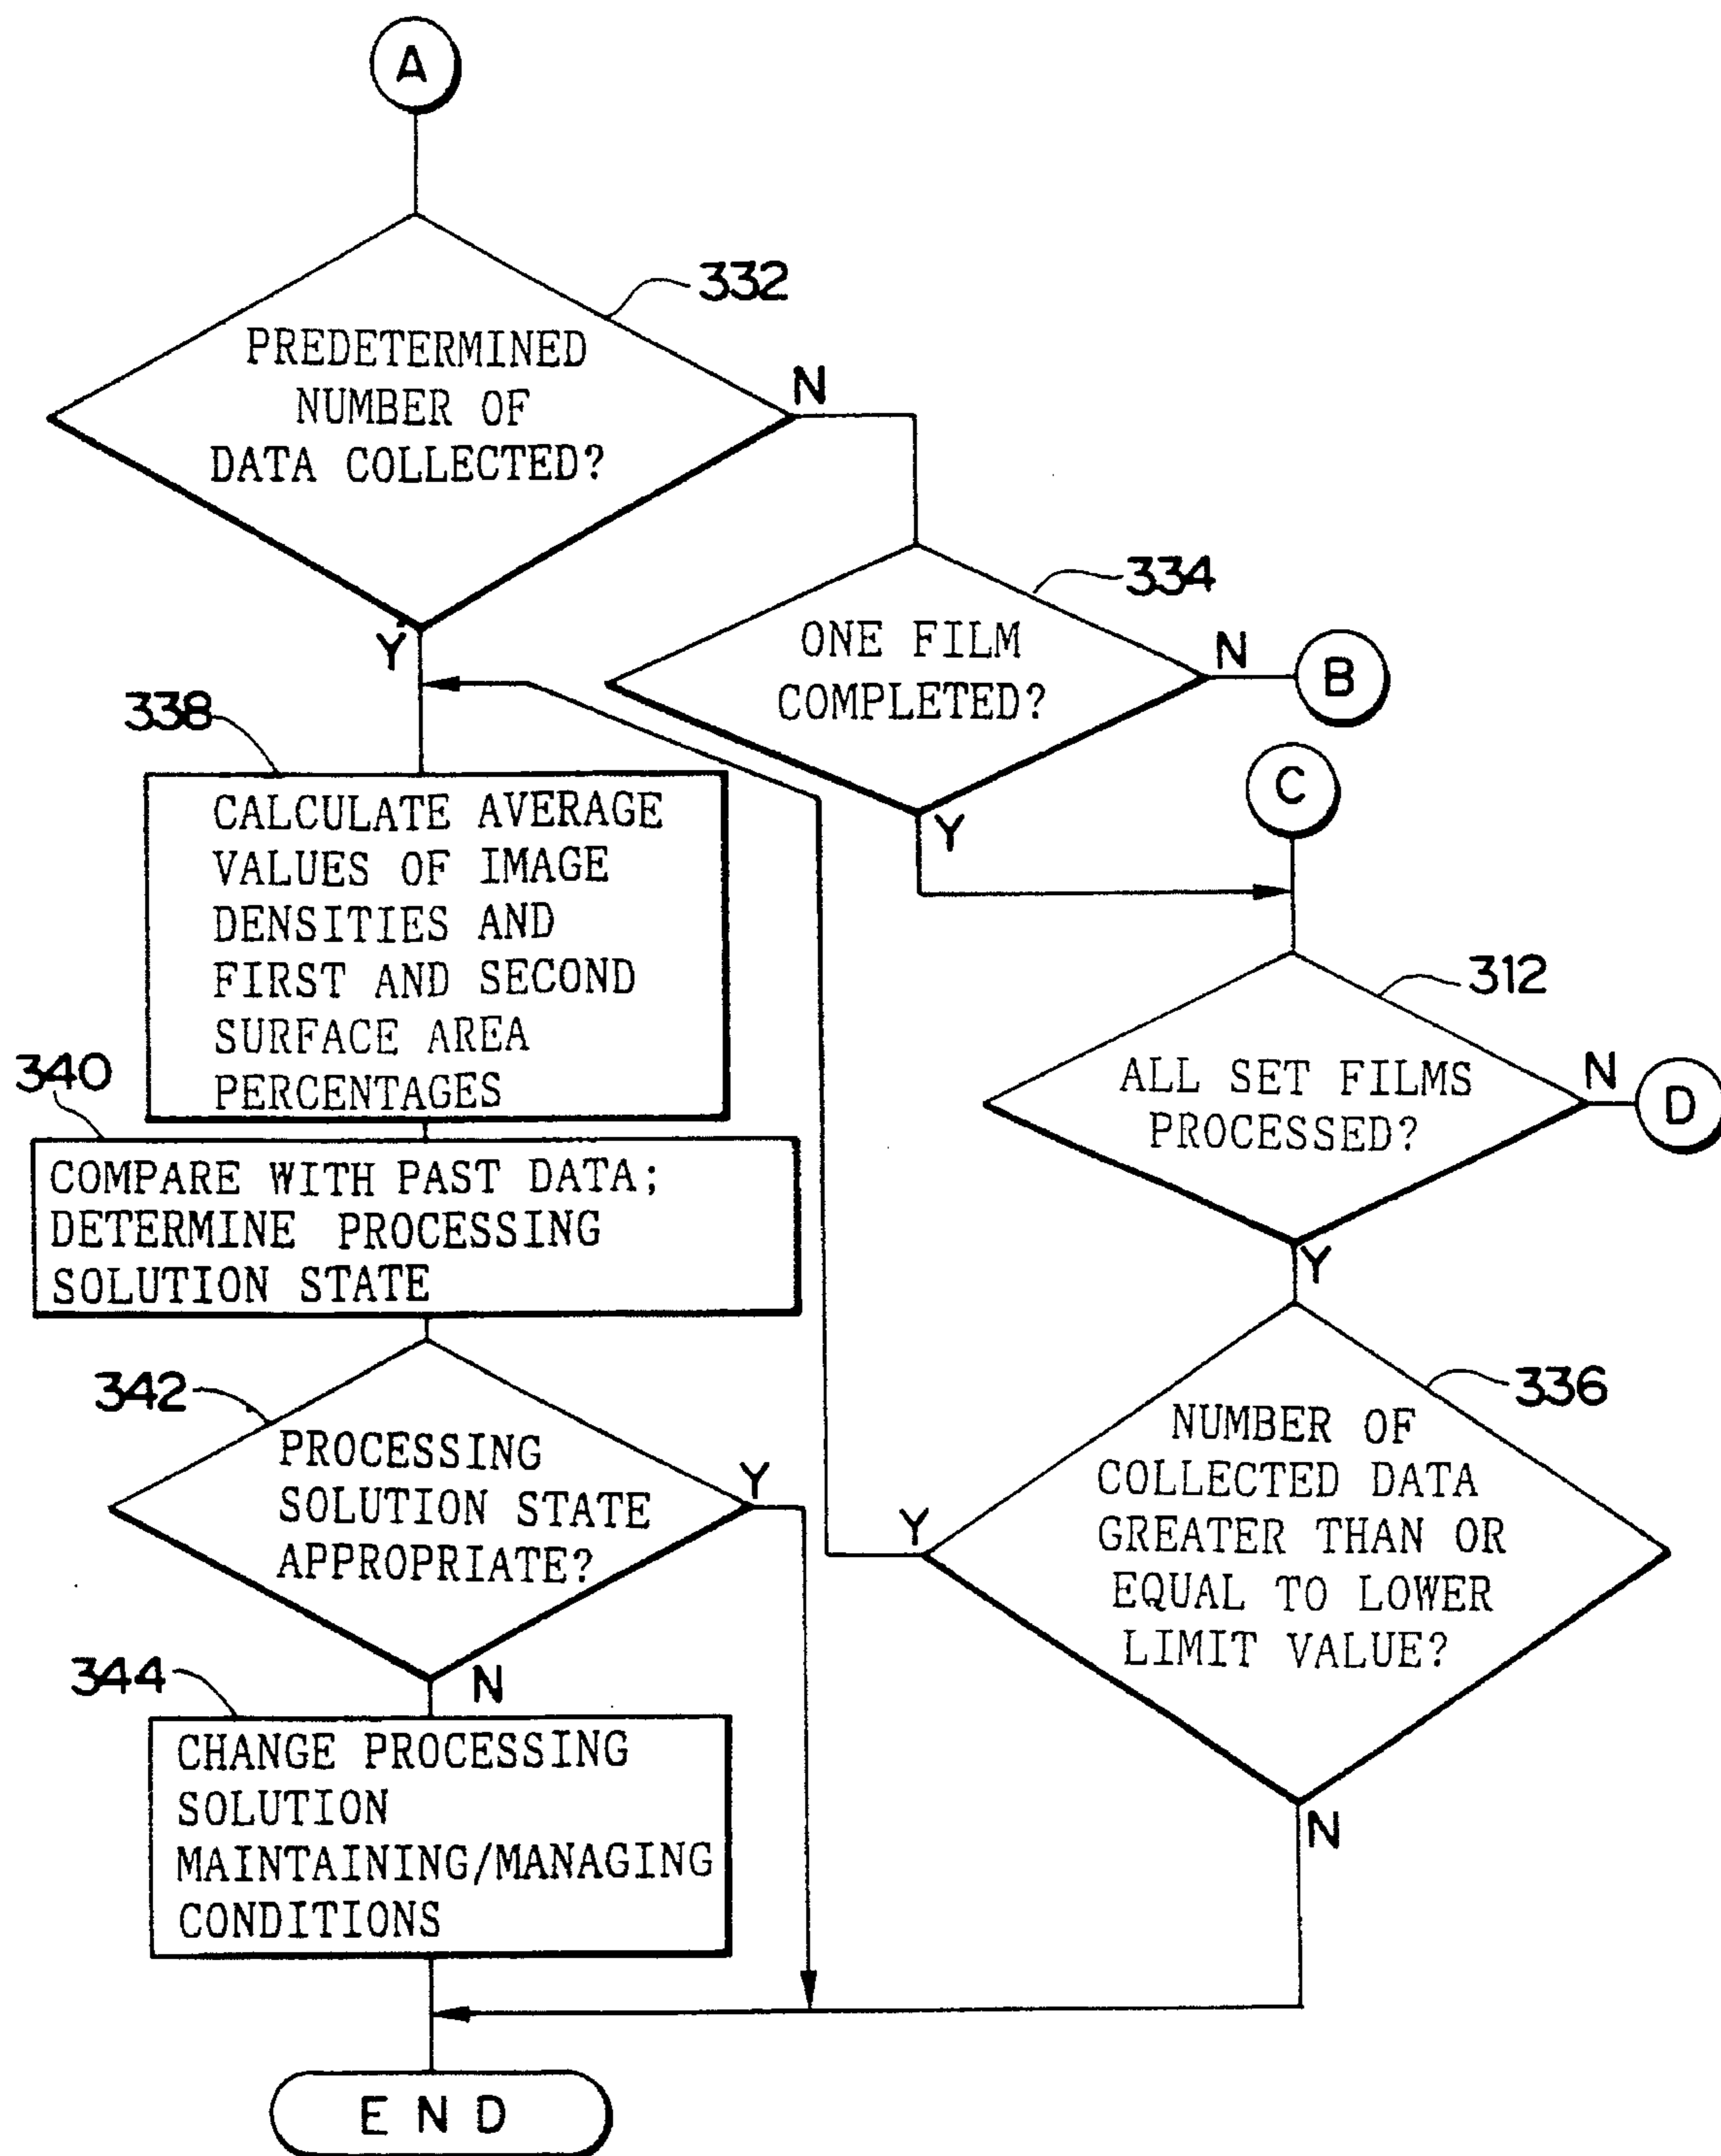 A
332
PREDETERMINED
NUMBER OF
DATA COLLECTED?
N
Y
334
ONE FILM
COMPLETED?
N
B
Y
C
338
CALCULATE AVERAGE
VALUES OF IMAGE
DENSITIES AND
FIRST AND SECOND
SURFACE AREA
PERCENTAGES
312
ALL SET FILMS
PROCESSED?
N
D
Y
340
COMPARE WITH PAST DATA;
DETERMINE PROCESSING
SOLUTION STATE
342
PROCESSING
SOLUTION STATE
APPROPRIATE?
Y
N
336
NUMBER OF
COLLECTED DATA
GREATER THAN OR
EQUAL TO LOWER
LIMIT VALUE?
Y
N
344
CHANGE PROCESSING
SOLUTION
MAINTAINING/MANAGING
CONDITIONS
END